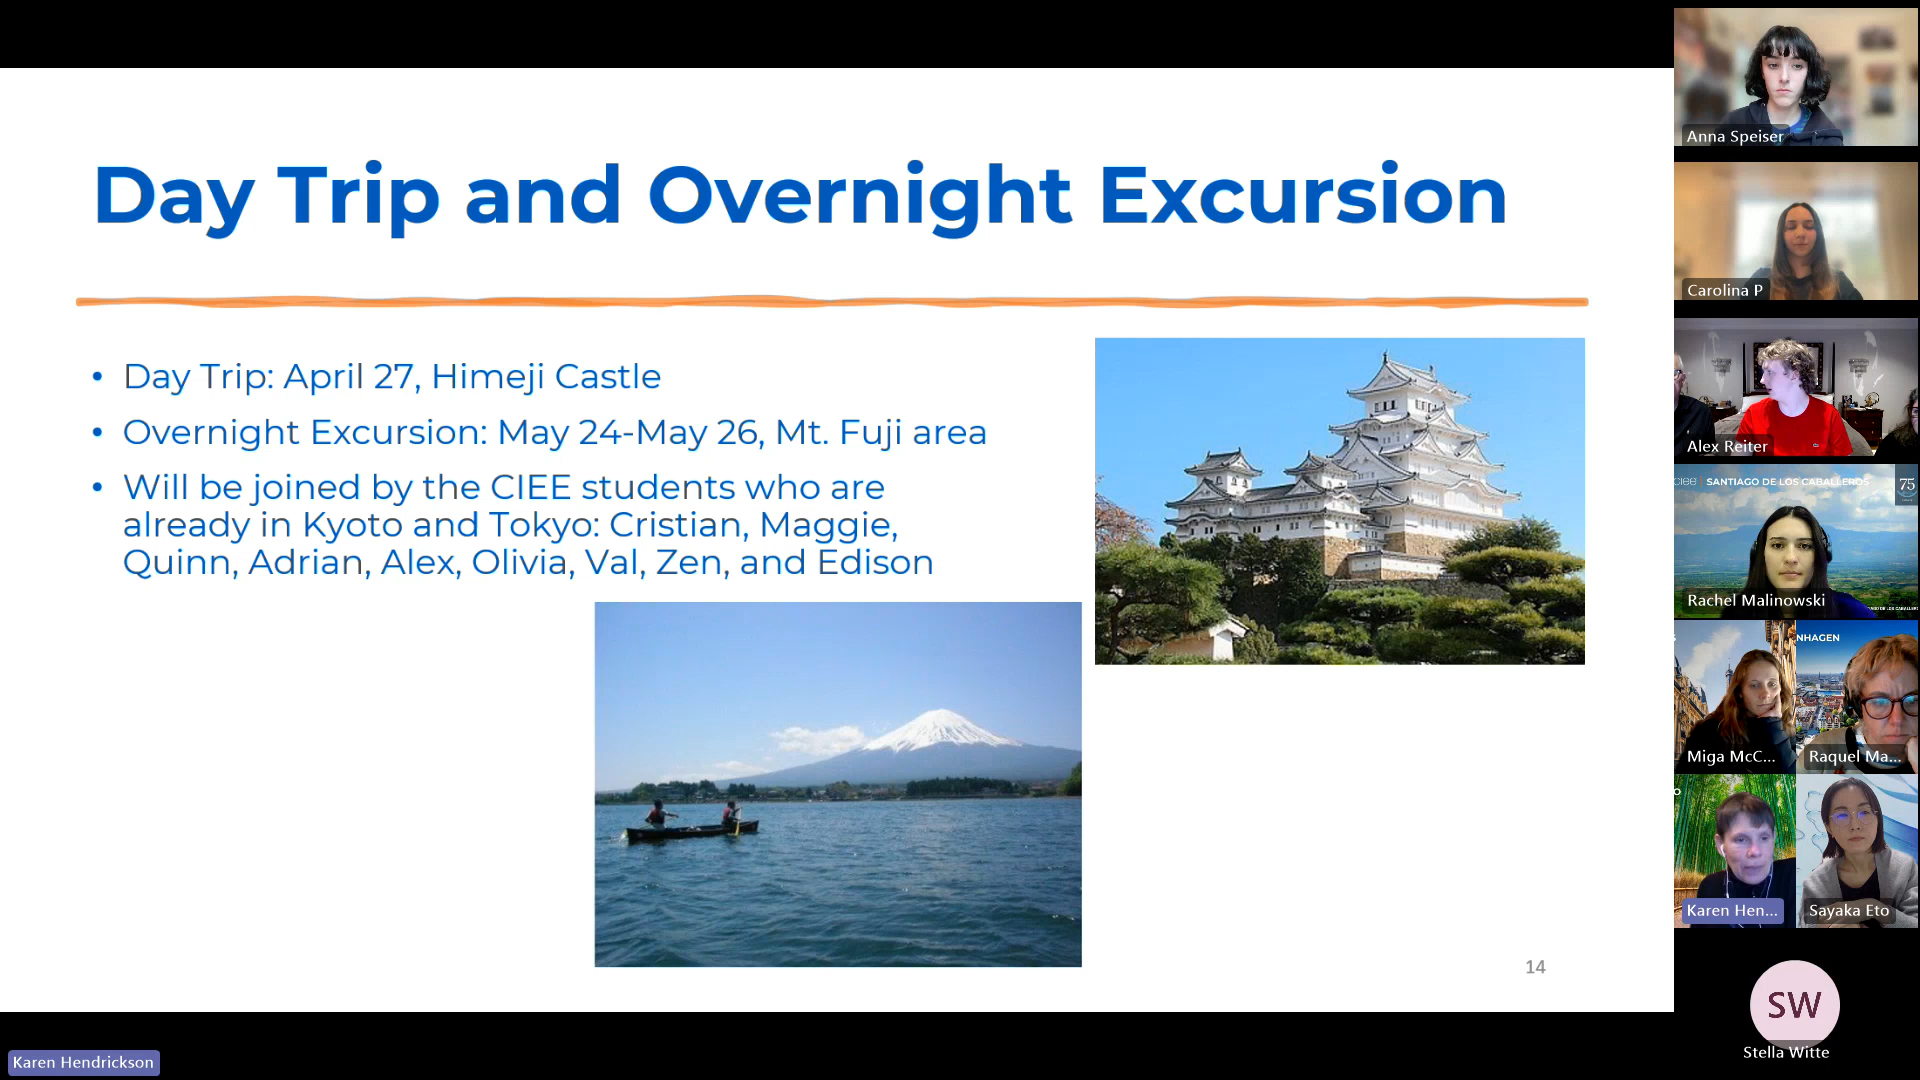 Day Trip and Overnight Excursion
• Day Trip: April 27, Himeji Castle
• Overnight Excursion: May 24-May 26, Mt. Fuji area
• Will be joined by the CIEE students who are
already in Kyoto and Tokyo: Cristian, Maggie,
Quinn, Adrian, Alex, Olivia, Val, Zen, and Edison
14
Karen Hendrickson
Anna Speiser
Carolina P
Alex Reiter
ciee | SANTIAGO DE LOS CABALLEROS
75
Rachel Malinowski
NHAGEN
Miga McC...
Raquel Ma...
Karen Hen...
Sayaka Eto
SW
Stella Witte